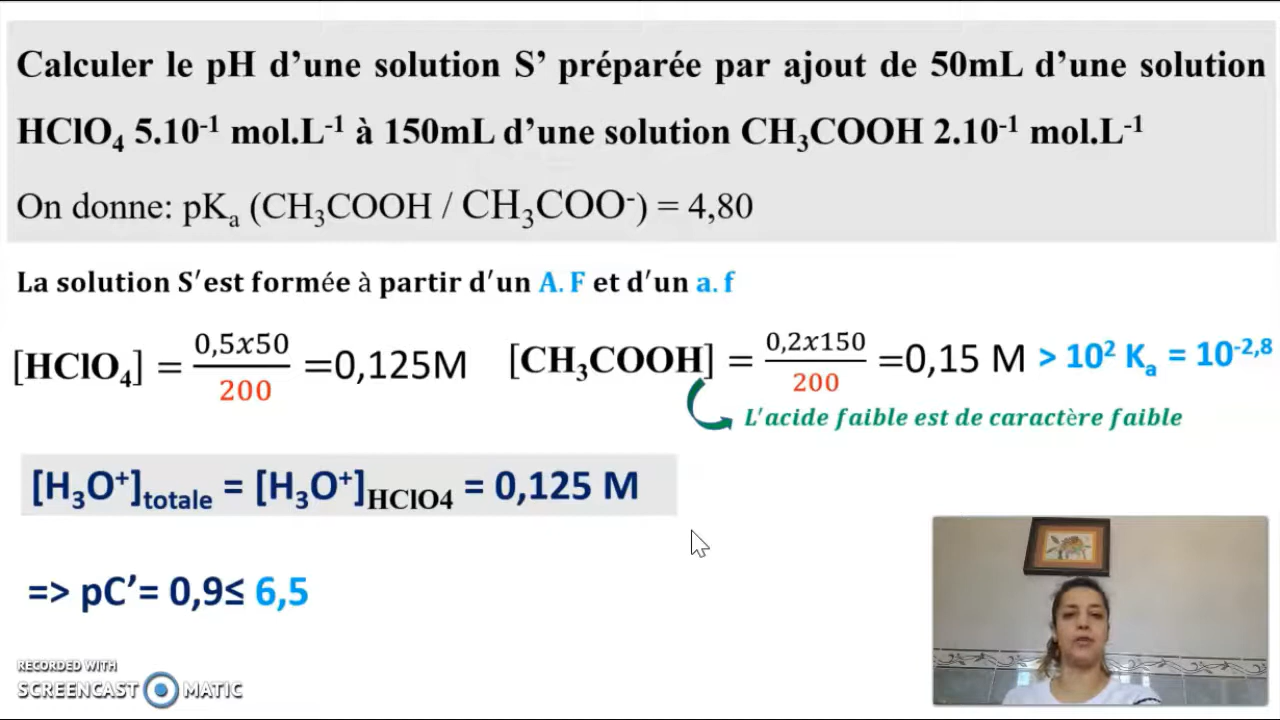 Calculer le pH d’une solution S’ préparée par ajout de 50mL d’une solution
HClO₄ 5.10⁻¹ mol.L⁻¹ à 150mL d’une solution CH₃COOH 2.10⁻¹ mol.L⁻¹
On donne: pKₐ (CH₃COOH / CH₃COO⁻) = 4,80
La solution S′est formée à partir d′un A. F et d′un a. f
[HClO₄] = 0,5x50/200 =0,125M [CH₃COOH] = 0,2x150/200 =0,15 M > 10² Kₐ = 10⁻²,⁸
L′acide faible est de caractère faible
[H₃O⁺]totale = [H₃O⁺]HClO4 = 0,125 M
=> pC’= 0,9≤ 6,5
RECORDED WITH
SCREENCAST MATIC